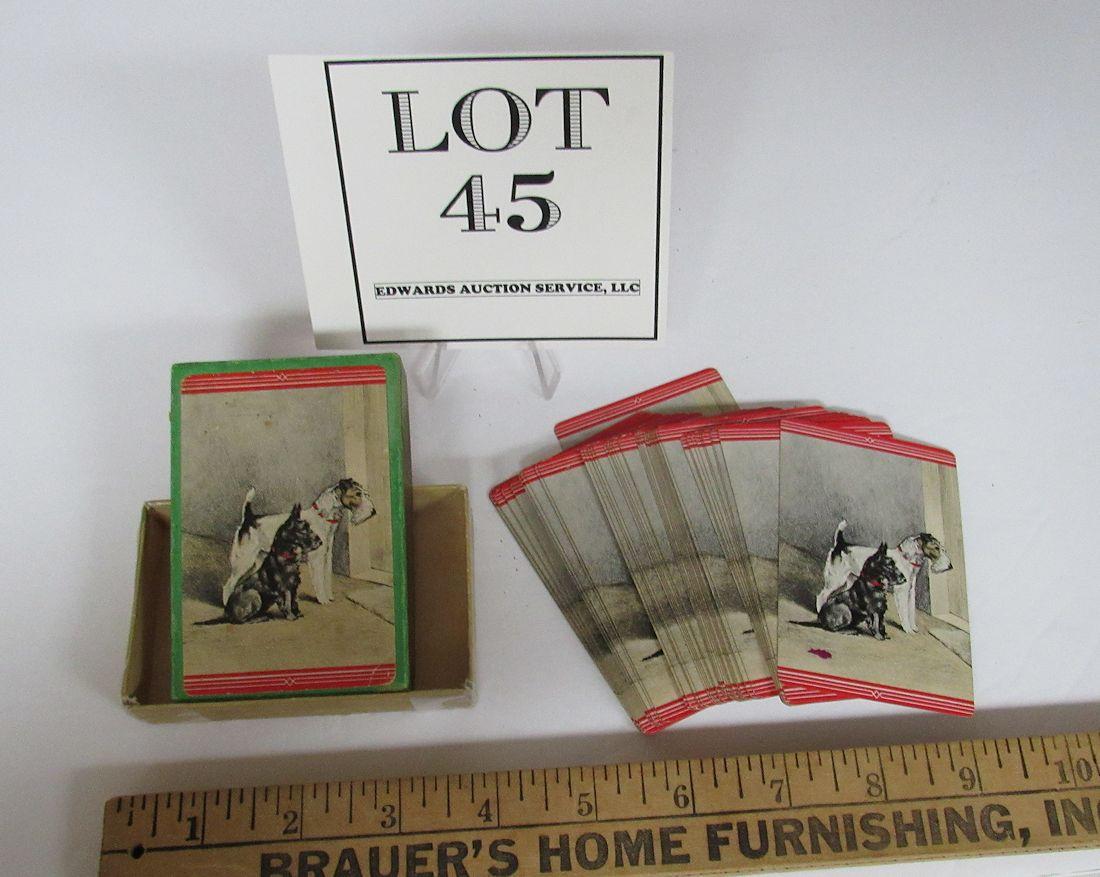 LOT
45
EDWARDS AUCTION SERVICE, LLC
1 2 3 4 5 6 7 8 9 10
BRAUER'S HOME FURNISHING, IN